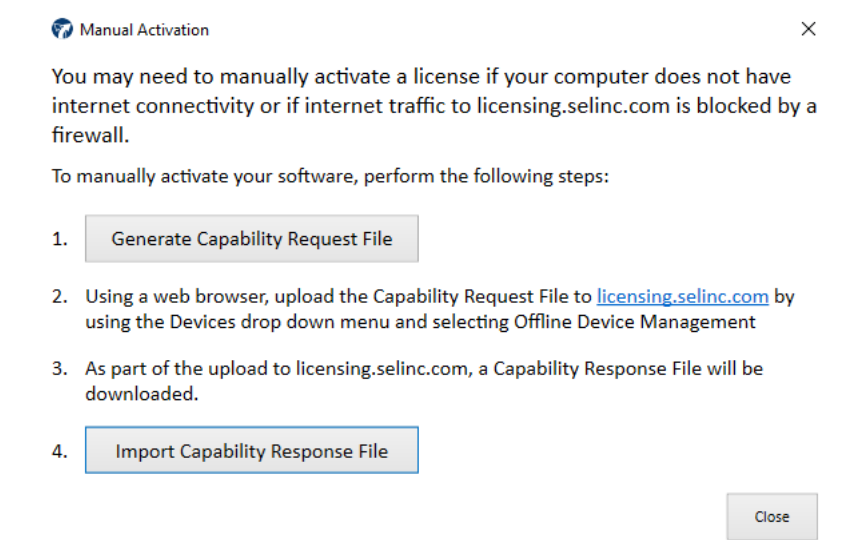 Manual Activation
You may need to manually activate a license if your computer does not have
internet connectivity or if internet traffic to licensing.selinc.com is blocked by a
firewall.
To manually activate your software, perform the following steps:
1. Generate Capability Request File
2. Using a web browser, upload the Capability Request File to licensing.selinc.com by
using the Devices drop down menu and selecting Offline Device Management
3. As part of the upload to licensing.selinc.com, a Capability Response File will be
downloaded.
4. Import Capability Response File
Close